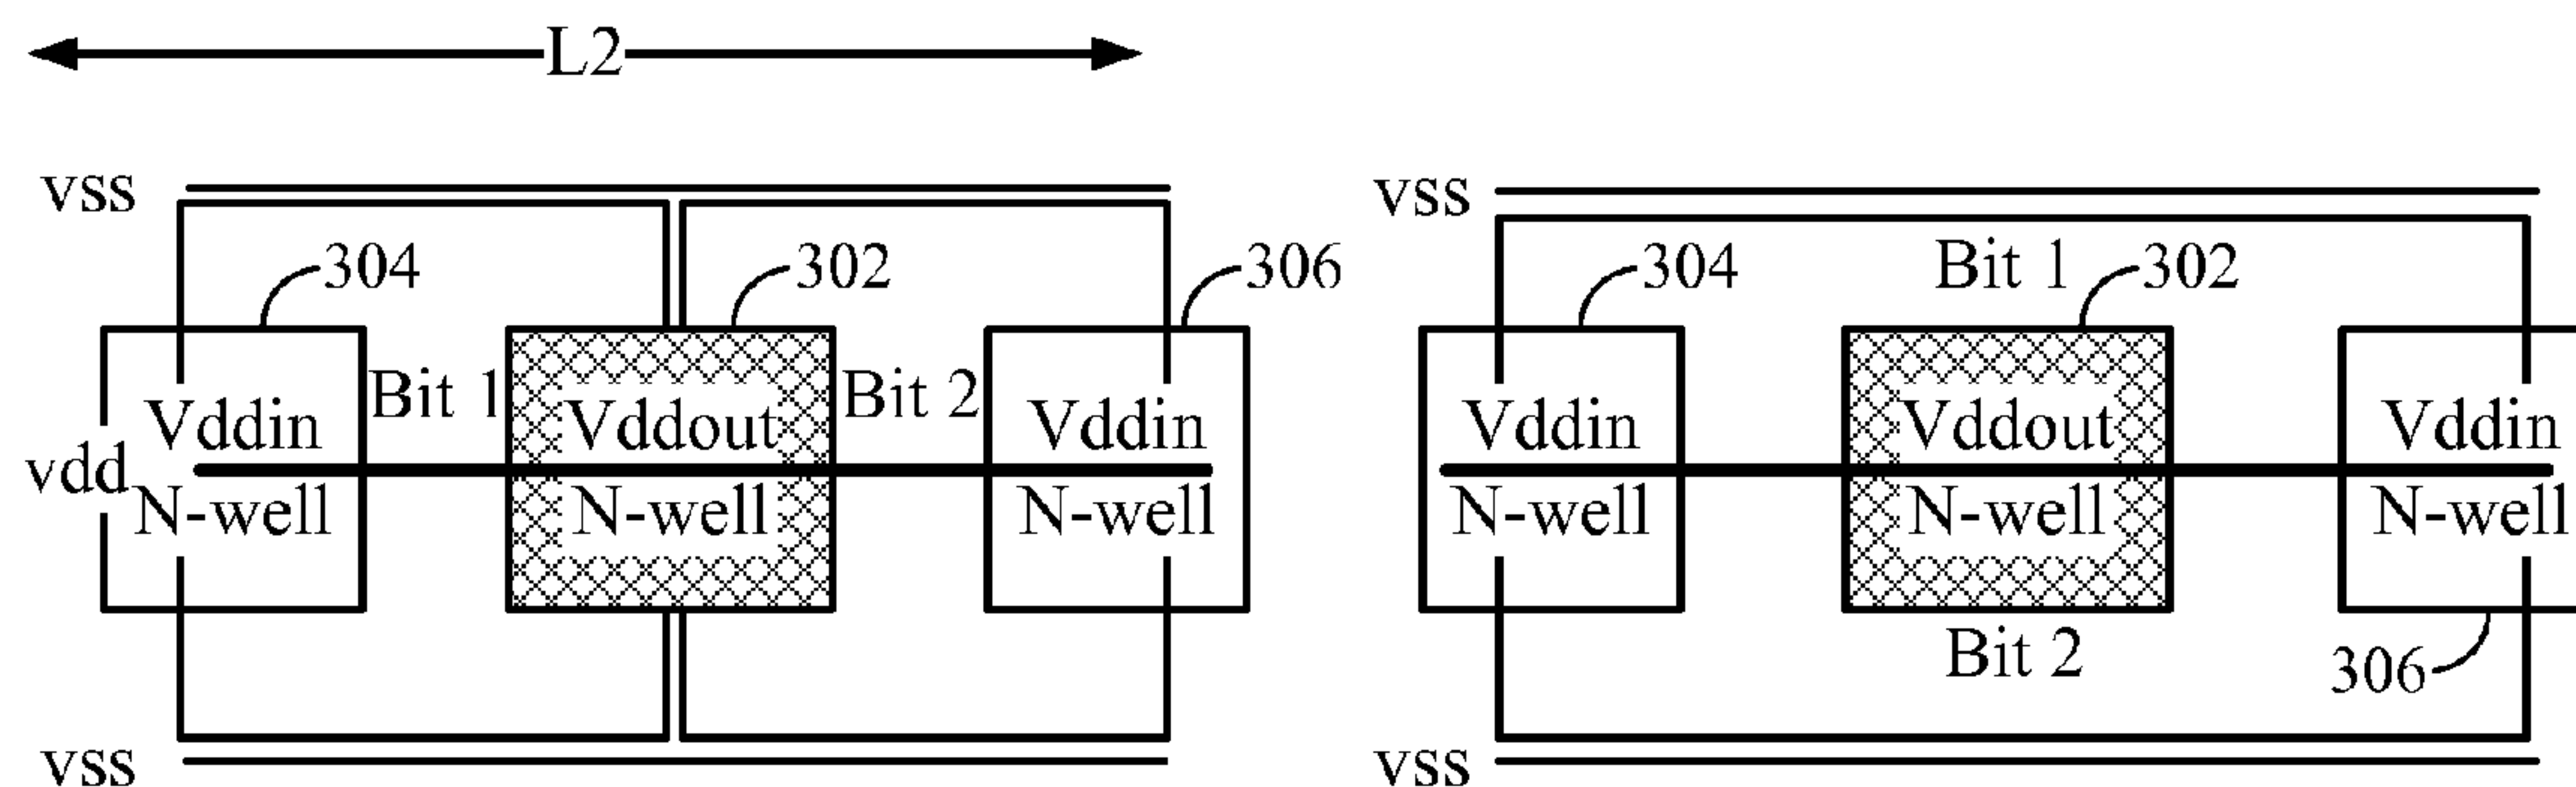 L2
vss
vss
304
302
306
304
Bit 1
302
Bit 1
Bit 2
Vddin
Vddout
Vddin
Vddin
Vddout
Vddin
vdd
N-well
N-well
N-well
N-well
N-well
N-well
Bit 2
306
vss
vss